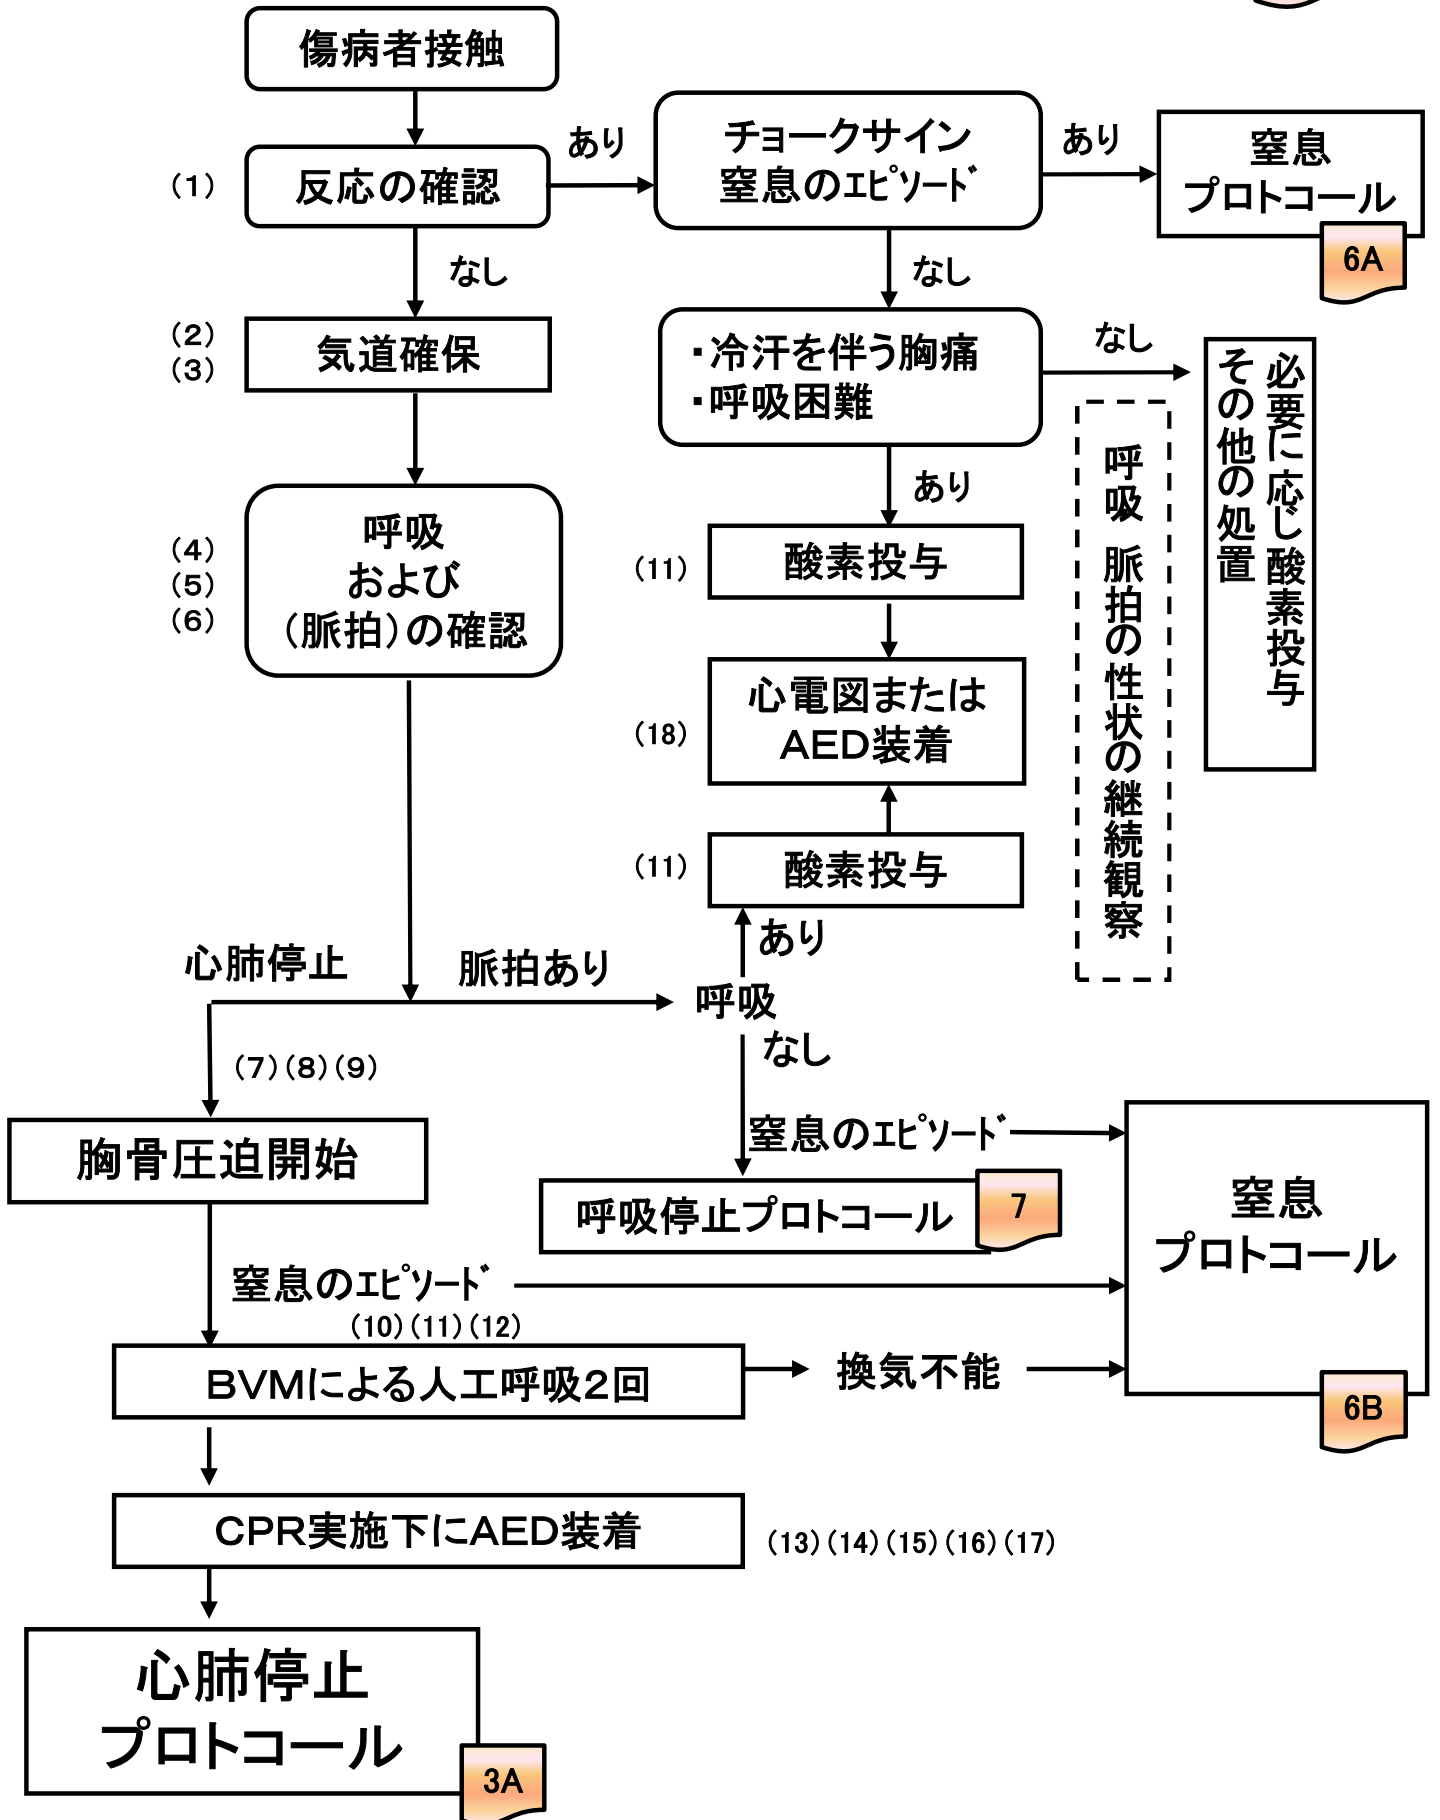 傷病者接触
(1)
反応の確認
あり
チョークサイン
窒息のｴﾋﾟｿｰﾄﾞ
あり
窒息
プロトコール
6A
なし
なし
(2)
(3)
気道確保
・冷汗を伴う胸痛
・呼吸困難
なし
必要に応じ酸素投与
その他の処置
呼吸 脈拍の性状の継続観察
あり
(4)
(5)
(6)
呼吸
および
(脈拍)の確認
(11)
酸素投与
(18)
心電図または
AED装着
(11)
酸素投与
あり
心肺停止
脈拍あり
呼吸
なし
(7)(8)(9)
胸骨圧迫開始
窒息のｴﾋﾟｿｰﾄﾞ
呼吸停止プロトコール
7
窒息
プロトコール
6B
窒息のｴﾋﾟｿｰﾄﾞ
(10)(11)(12)
BVMによる人工呼吸2回
換気不能
CPR実施下にAED装着
(13)(14)(15)(16)(17)
心肺停止
プロトコール
3A